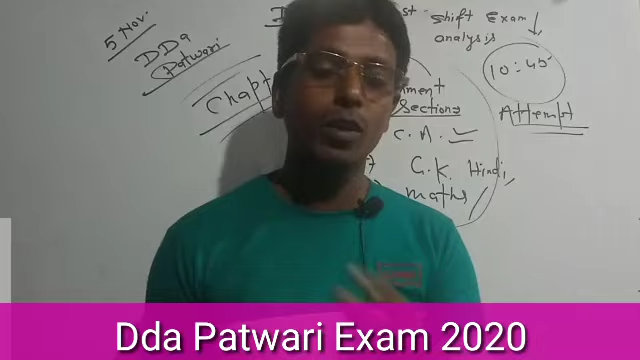 5 Nov.
DDa
Patwari
st shift Exam
analysis
10:45
Attempt
Chapt
ment
Sections
C.A.
G.K. Hindi,
maths
Dda Patwari Exam 2020